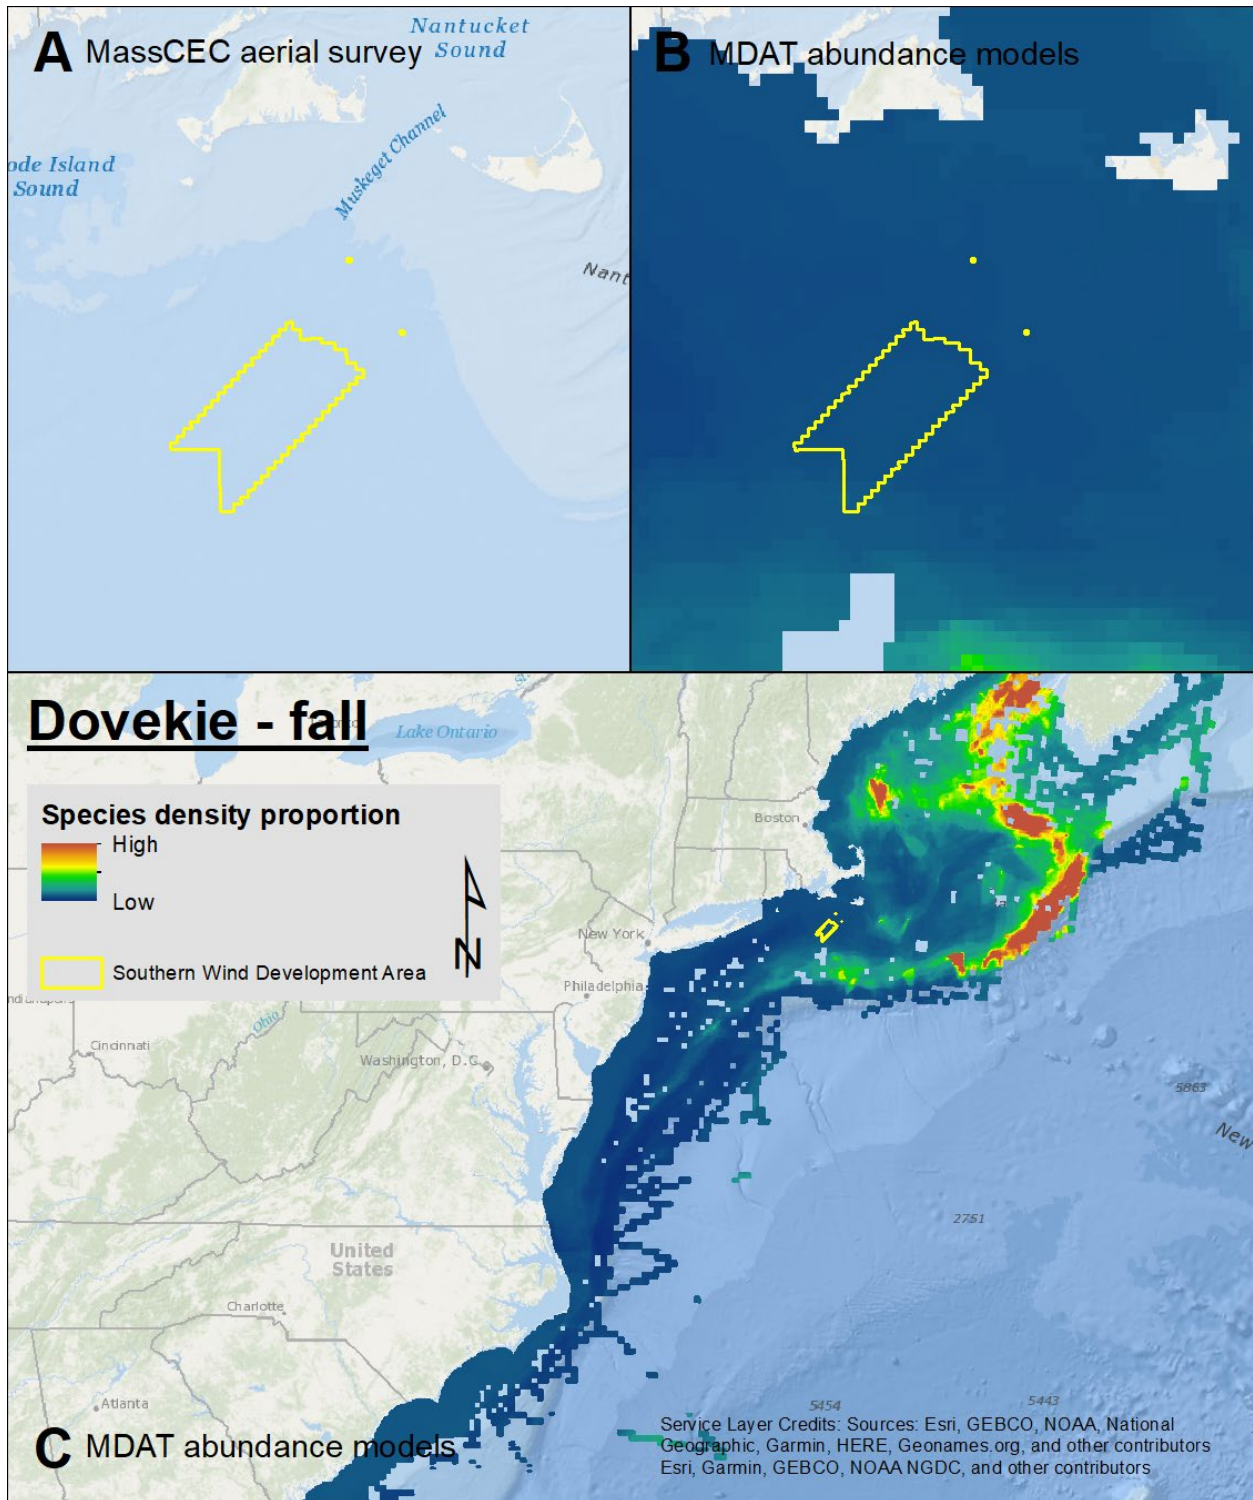 A MassCEC aerial survey
Nantucket
Sound
Muskeget Channel
ode Island
Sound
Nant
B MDAT abundance models
Dovekie - fall
Lake Ontario
Species density proportion
High
Low
N
Southern Wind Development Area
Boston
New York
Philadelphia
Ohio
Cincinnati
Washington, D.C.
5863
New
2751
United
States
Charlotte
Atlanta
5454
5443
C MDAT abundance models
Service Layer Credits: Sources: Esri, GEBCO, NOAA, National
Geographic, Garmin, HERE, Geonames.org, and other contributors
Esri, Garmin, GEBCO, NOAA NGDC, and other contributors